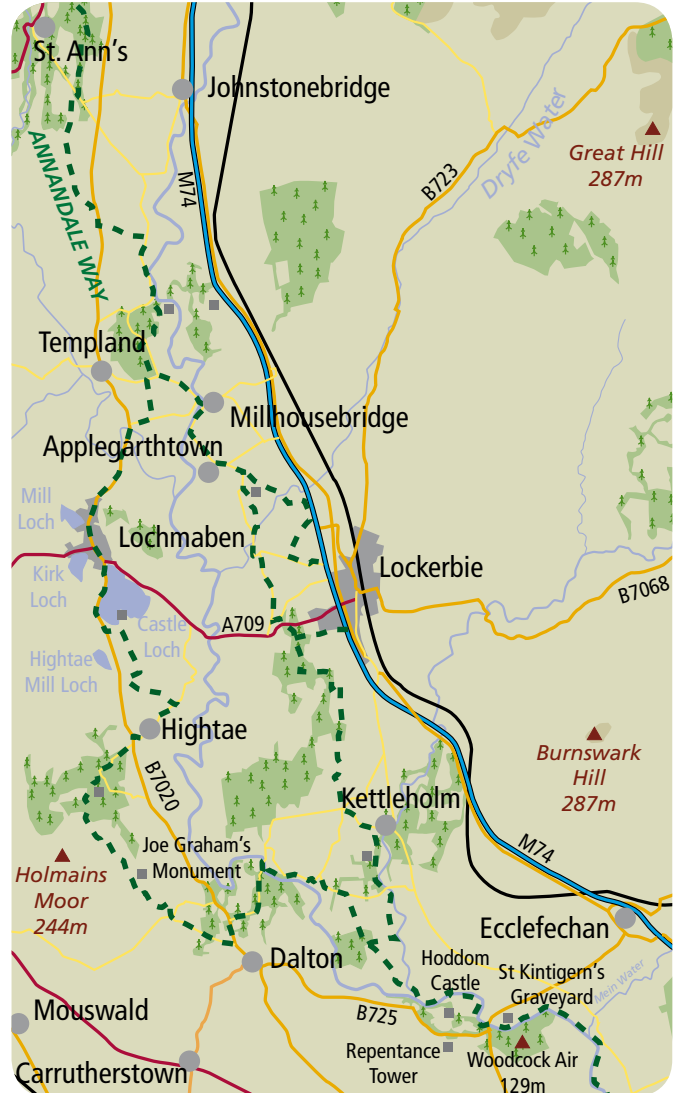 St. Ann's
Johnstonebridge
ANNANDALE WAY
M74
B723
Dryfe Water
Great Hill
287m
Templand
Millhousebridge
Applegarthtown
Mill
Loch
Lochmaben
Kirk
Loch
Lockerbie
B7068
A709
Castle
Loch
Hightae
Mill Loch
Hightae
Burnswark
Hill
287m
B7020
Kettleholm
Joe Graham's
Monument
M74
Holmains
Moor
244m
Ecclefechan
Dalton
Hoddom
Castle
St Kintigern's
Graveyard
Mein Water
Mouswald
B725
Repentance
Tower
Woodcock Air
129m
Carrutherstown